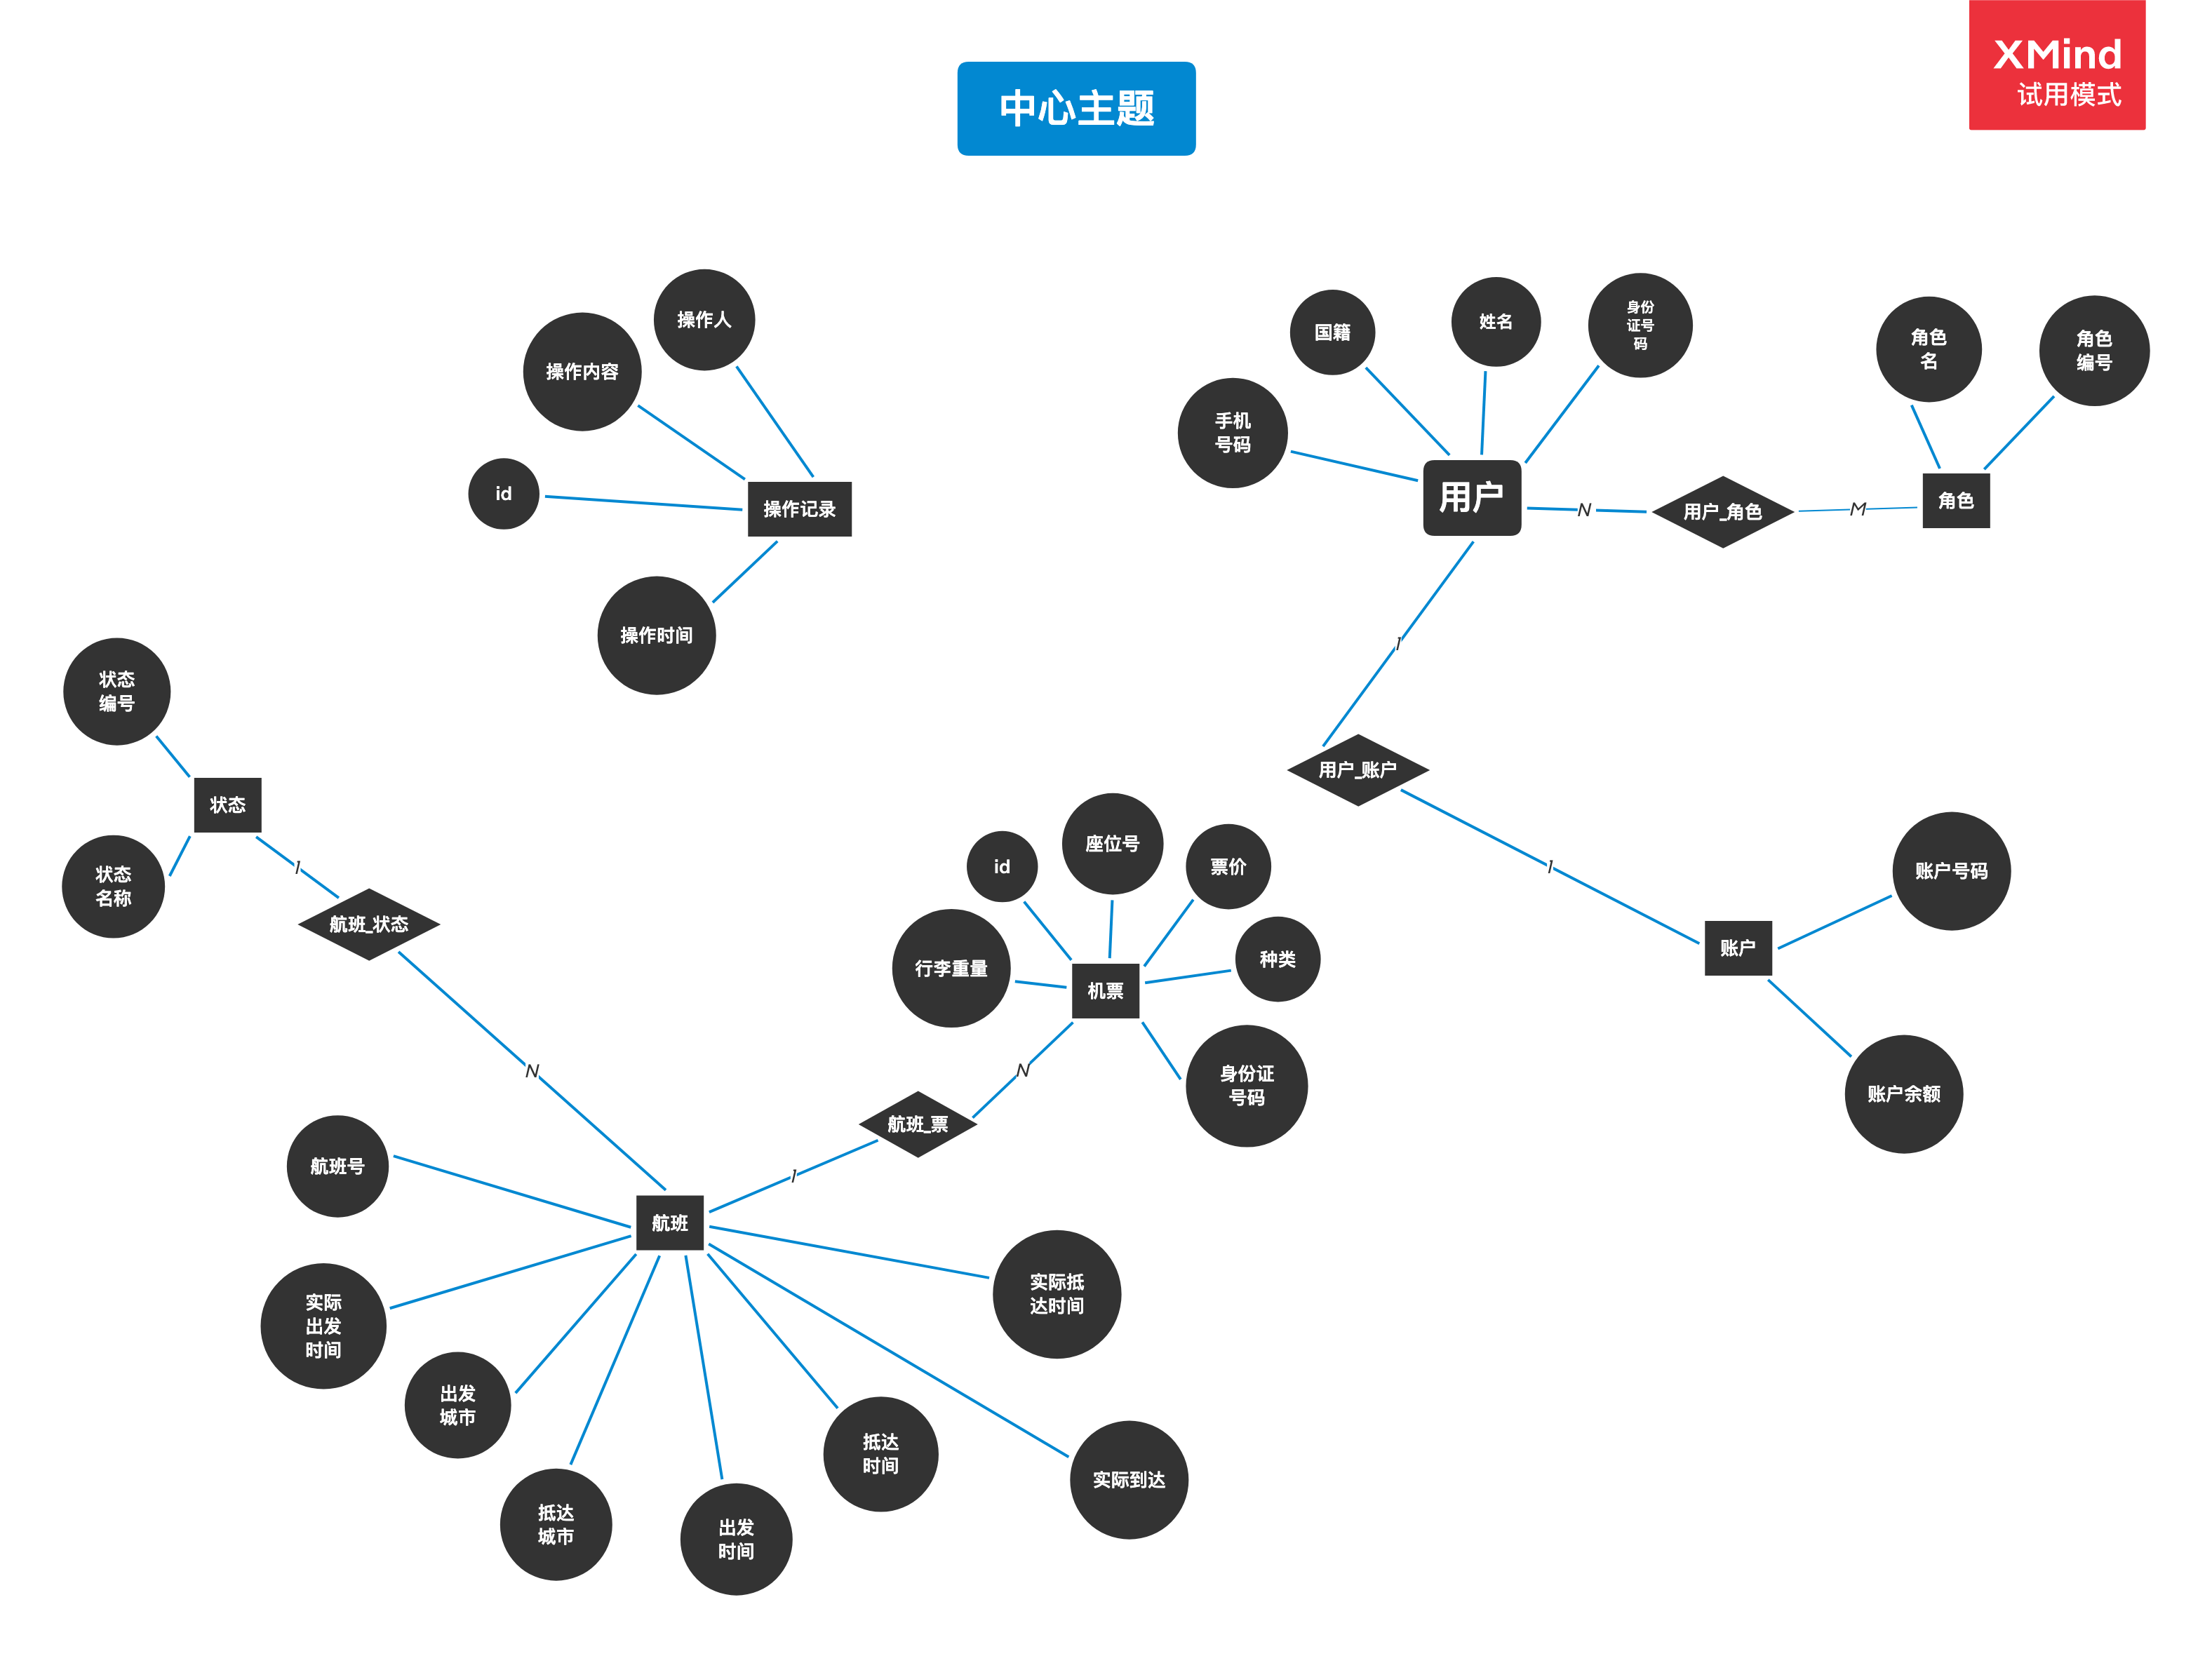 XMind
试用模式
中心主题
操作人
操作内容
id
操作记录
操作时间
国籍
姓名
身份
证号
码
手机
号码
用户
N
用户_角色
M
角色
角色
名
角色
编号
1
用户_账户
1
账户
账户号码
账户余额
状态
编号
状态
状态
名称
1
航班_状态
N
id
座位号
票价
种类
行李重量
机票
身份证
号码
N
航班_票
1
航班号
航班
实际
出发
时间
出发
城市
抵达
城市
出发
时间
抵达
时间
实际到达
实际抵
达时间